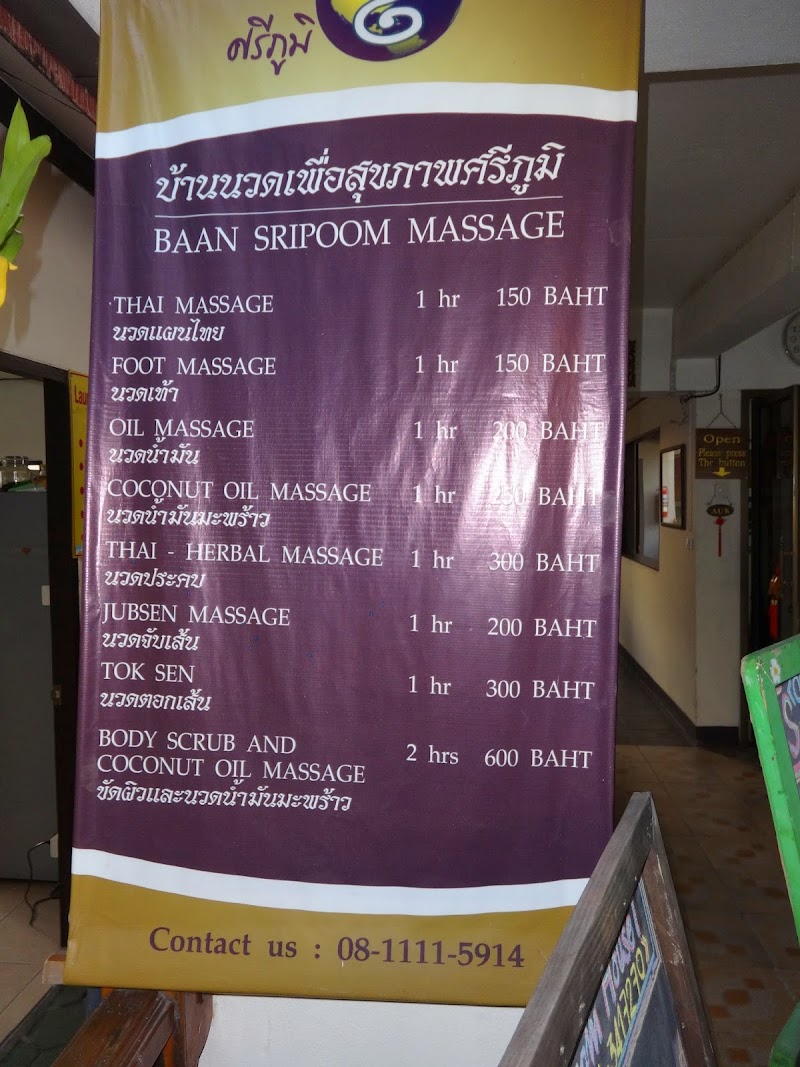 ศรีภูมิ
บ้านนวดเพื่อสุขภาพศรีภูมิ
BAAN SRIPOOM MASSAGE
THAI MASSAGE 1 hr 150 BAHT
นวดแผนไทย
FOOT MASSAGE 1 hr 150 BAHT
นวดเท้า
OIL MASSAGE 1 hr 200 BAHT
นวดน้ำมัน
COCONUT OIL MASSAGE 1 hr 250 BAHT
นวดน้ำมันมะพร้าว
THAI - HERBAL MASSAGE 1 hr 300 BAHT
นวดประคบ
JUBSEN MASSAGE 1 hr 200 BAHT
นวดจับเส้น
TOK SEN 1 hr 300 BAHT
นวดตอกเส้น
BODY SCRUB AND
COCONUT OIL MASSAGE 2 hrs 600 BAHT
ขัดผิวและนวดน้ำมันมะพร้าว
Contact us : 08-1111-5914
Open
Please press
The button